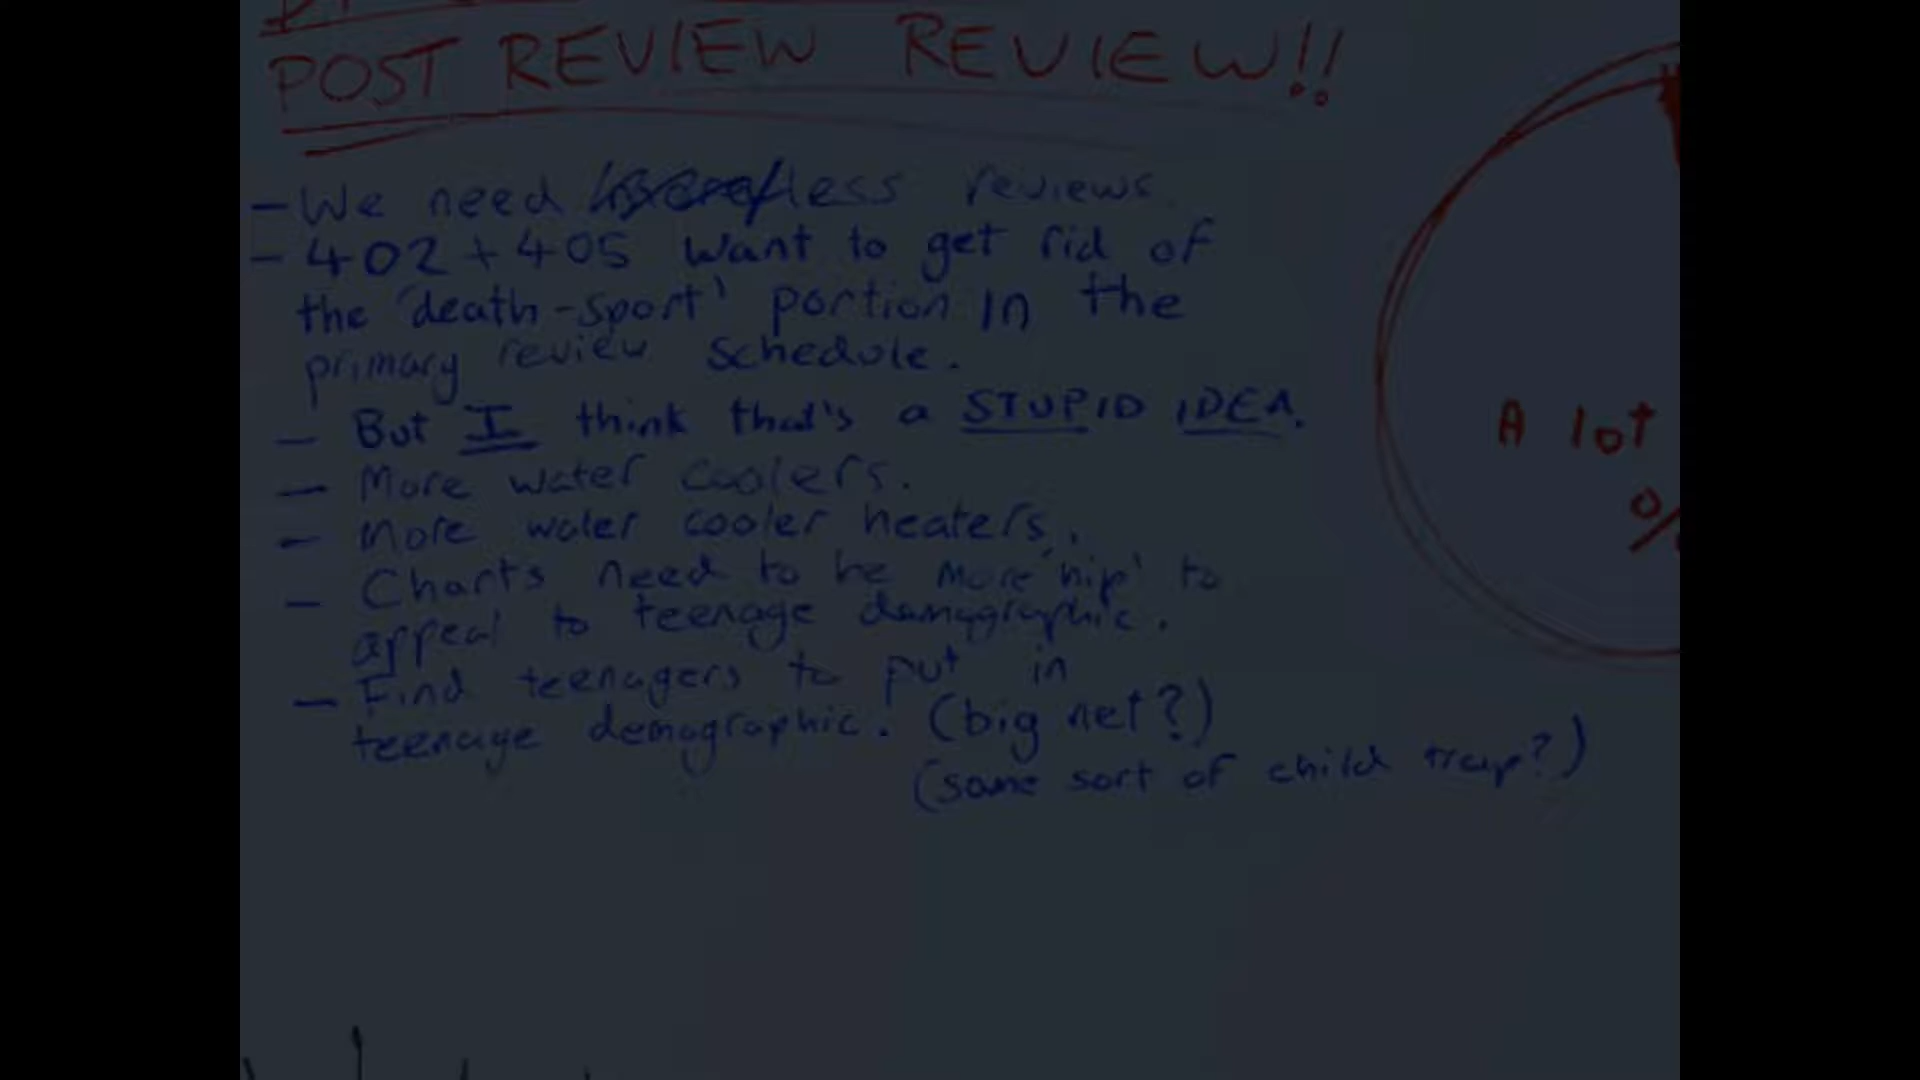 POST REVIEW REVIEW!!
- We need less reviews.
- 402 + 405 want to get rid of
the 'death-sport' portion in the
primary review schedule.
- But I think that's a STUPID IDEA.
- More water coolers.
- More water cooler heaters.
- Charts need to be more 'hip' to
appeal to teenage demographic.
- Find teenagers to put in
teenage demographic. (big net?)
(some sort of child trap?)
A lot
%